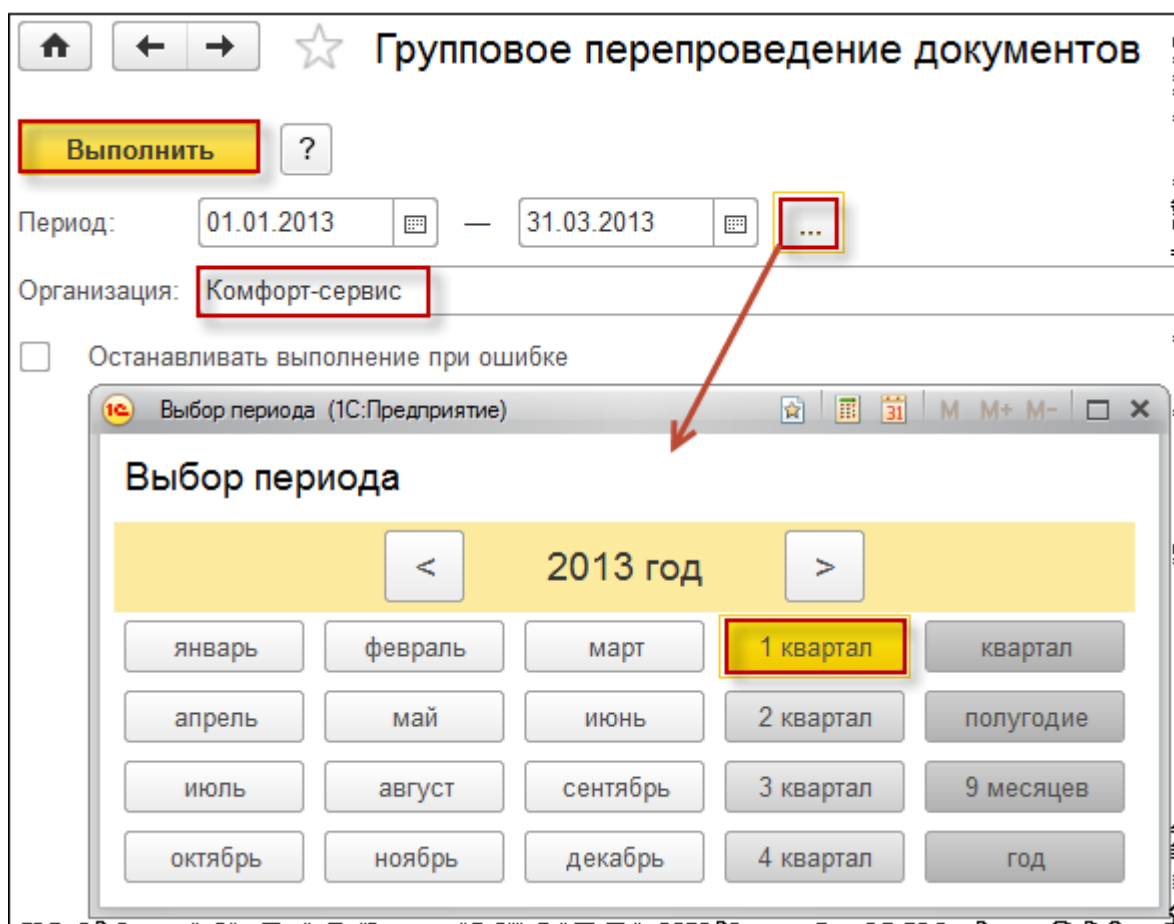 Групповое перепроведение документов
Выполнить ?
Период: 01.01.2013 — 31.03.2013 ...
Организация: Комфорт-сервис
Останавливать выполнение при ошибке
1С Выбор периода (1С:Предприятие) 31 M M+ M-
Выбор периода
< 2013 год >
январь февраль март 1 квартал квартал
апрель май июнь 2 квартал полугодие
июль август сентябрь 3 квартал 9 месяцев
октябрь ноябрь декабрь 4 квартал год